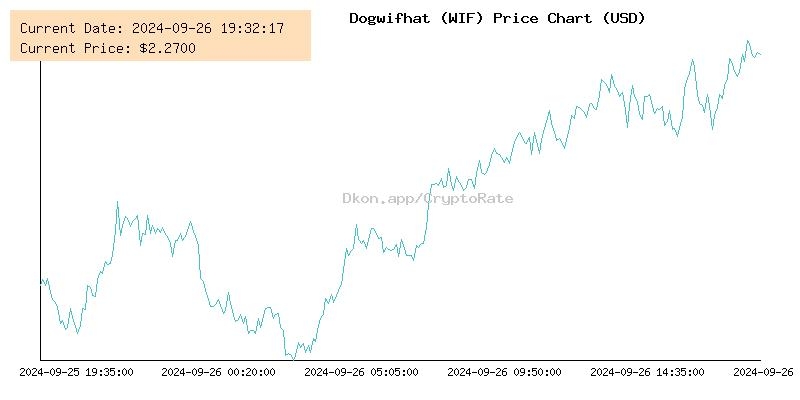 Dogwifhat (WIF) Price Chart (USD)
Current Date: 2024-09-26 19:32:17
Current Price: $2.2700
Dkon.app/CryptoRate
2024-09-25 19:35:00 2024-09-26 00:20:00 2024-09-26 05:05:00 2024-09-26 09:50:00 2024-09-26 14:35:00 2024-09-26